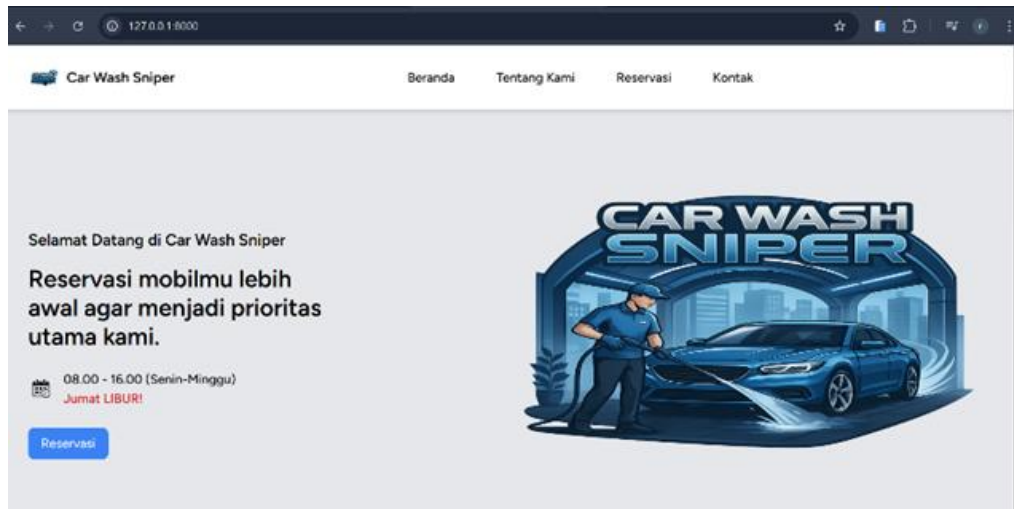 127.0.0.1:8000
Car Wash Sniper
Beranda
Tentang Kami
Reservasi
Kontak
CAR WASH
SNIPER
Selamat Datang di Car Wash Sniper
Reservasi mobilmu lebih
awal agar menjadi prioritas
utama kami.
08.00 - 16.00 (Senin-Minggu)
Jumat LIBUR!
Reservasi